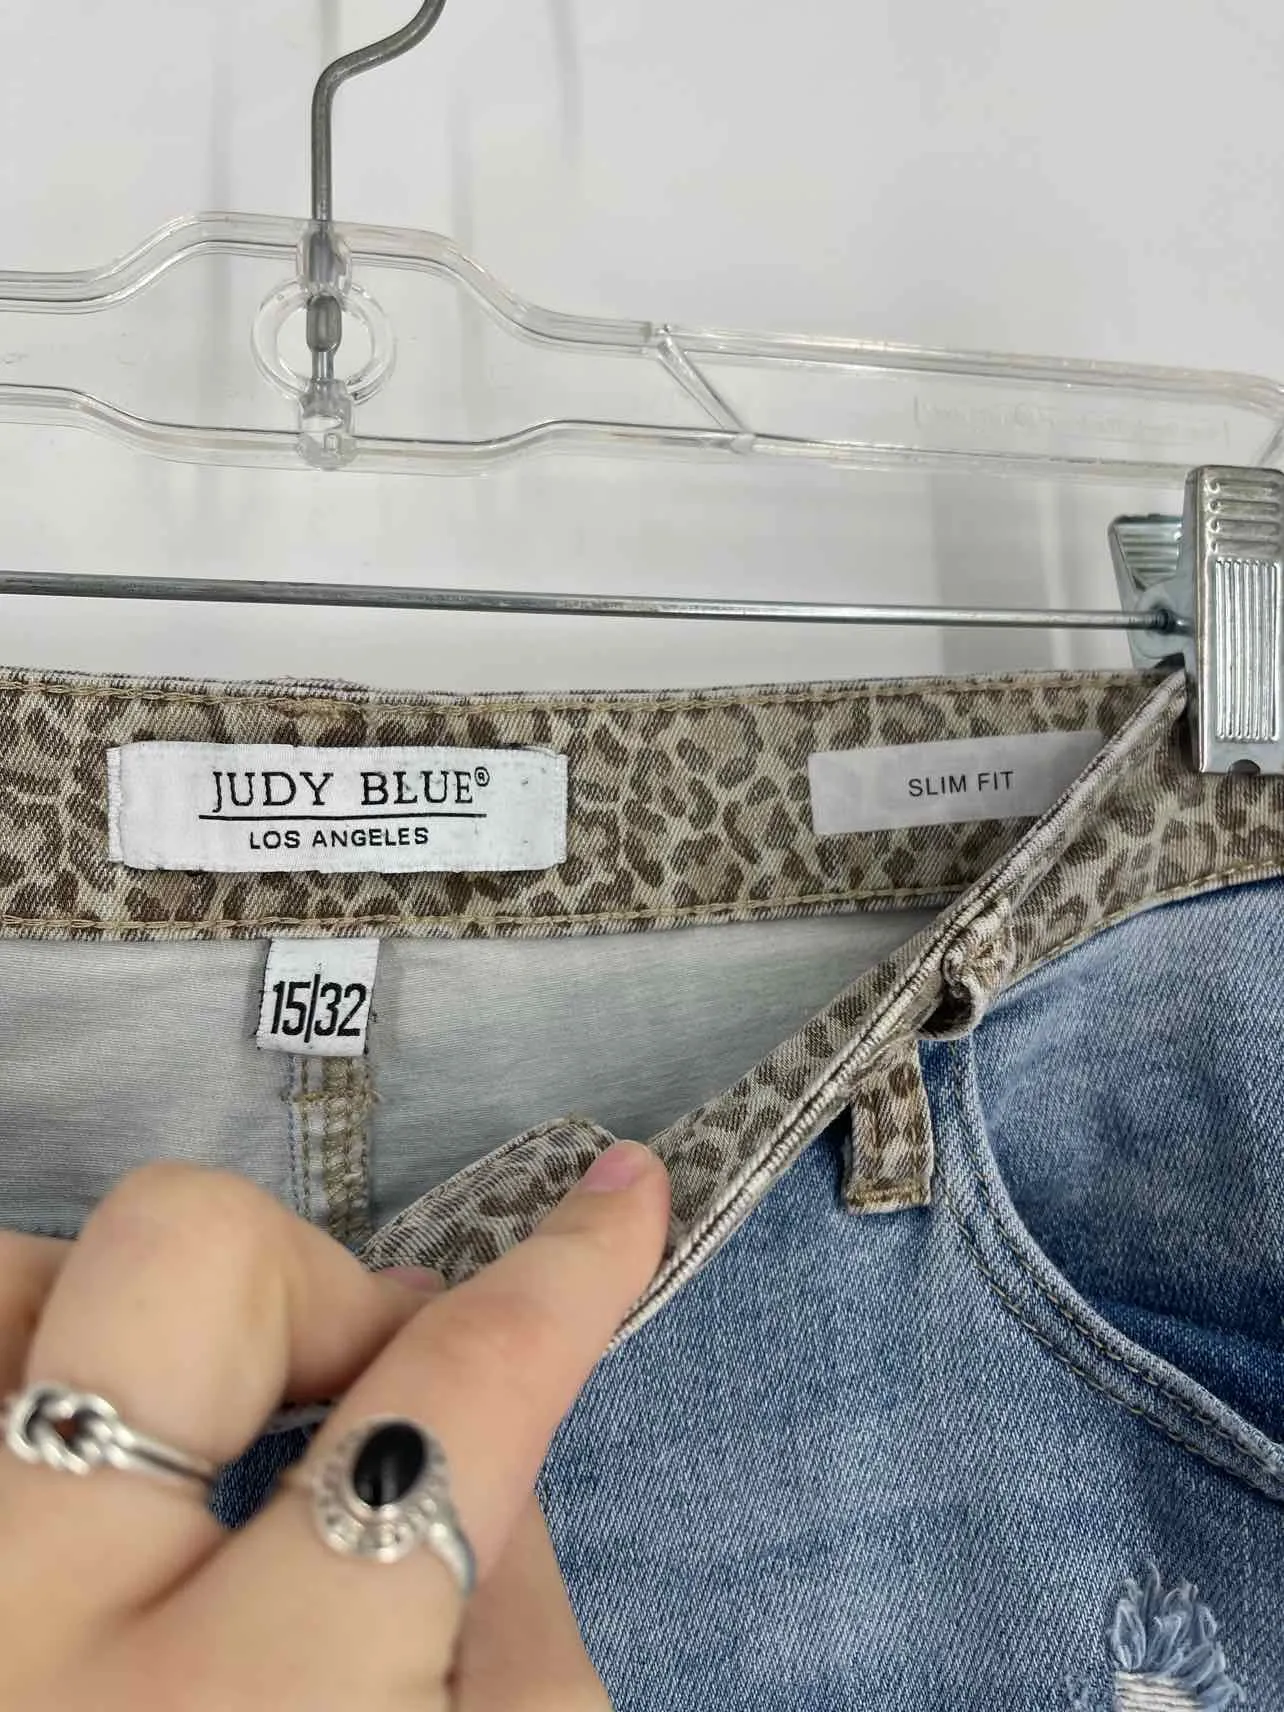 JUDY BLUE®
LOS ANGELES
SLIM FIT
15/32